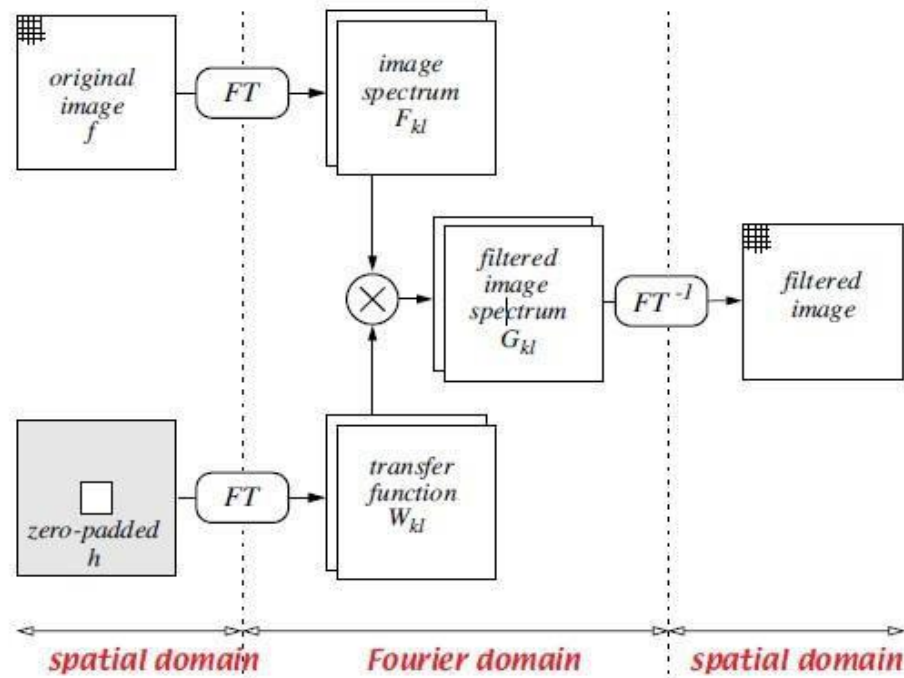 original
image
f
FT
image
spectrum
F_kl
filtered
image
spectrum
G_kl
FT^-1
filtered
image
zero-padded
h
FT
transfer
function
W_kl
spatial domain
Fourier domain
spatial domain